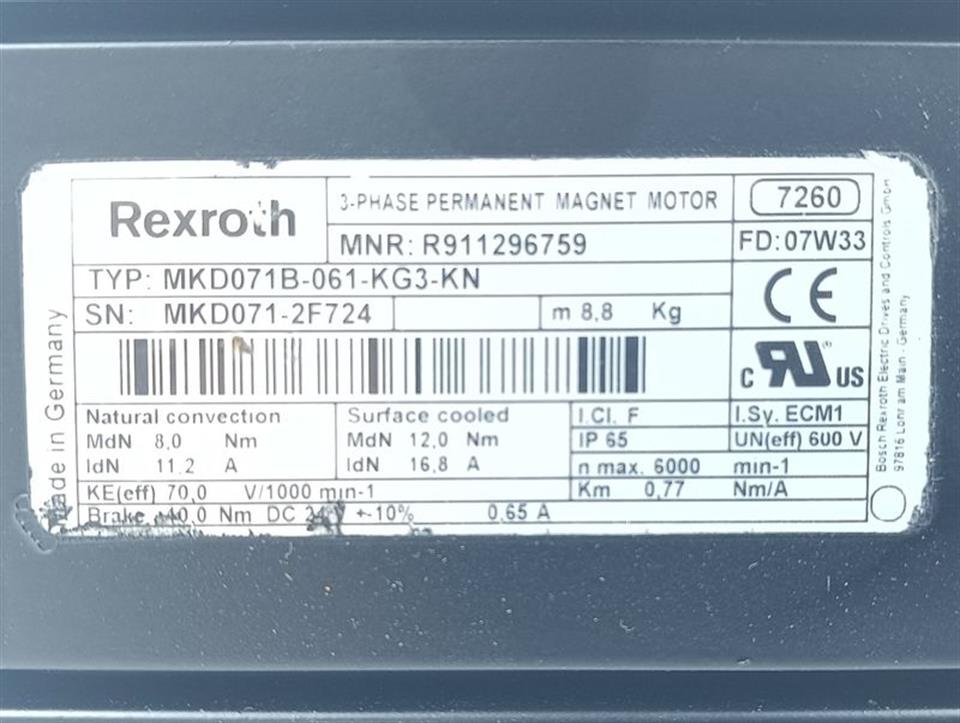 Rexroth
3-PHASE PERMANENT MAGNET MOTOR
7260
MNR: R911296759
FD: 07W33
TYP: MKD071B-061-KG3-KN
SN: MKD071-2F724
m 8,8 Kg
CE
c RU US
Natural convection
MdN 8,0 Nm
IdN 11,2 A
Surface cooled
MdN 12,0 Nm
IdN 16,8 A
I.Cl. F
I.Sy. ECM1
IP 65
UN(eff) 600 V
n max. 6000 min-1
KE(eff) 70,0 V/1000 min-1
Km 0,77 Nm/A
Brake 40,0 Nm DC 24 V +-10% 0,65 A
Made in Germany
Bosch Rexroth Electric Drives and Controls GmbH
97816 Lohr am Main - Germany